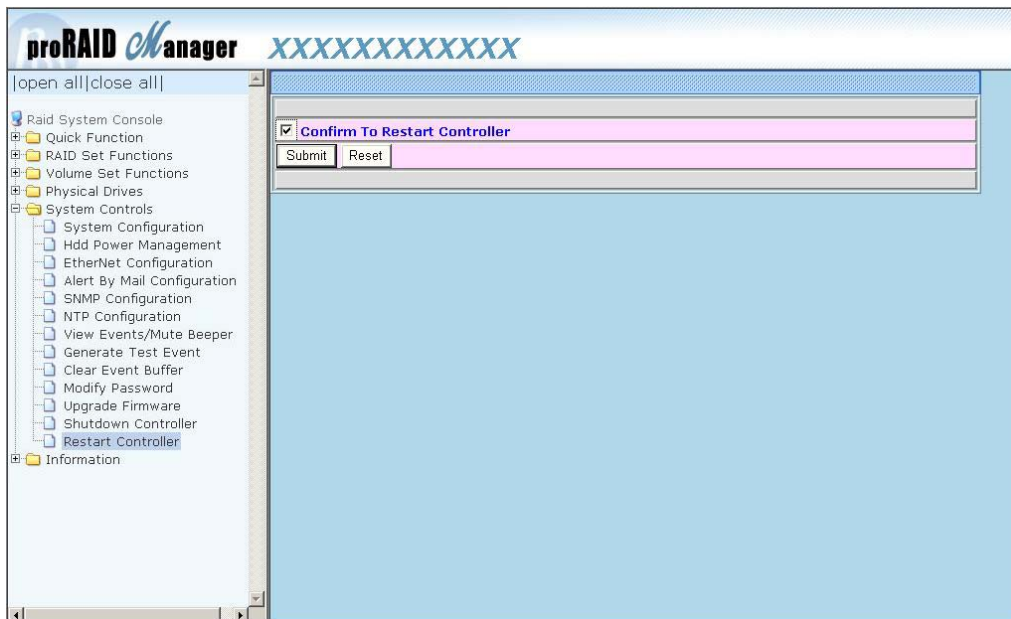 proRAID Manager XXXXXXXXXXXX
|open all|close all|
Raid System Console
Quick Function
RAID Set Functions
Volume Set Functions
Physical Drives
System Controls
System Configuration
Hdd Power Management
EtherNet Configuration
Alert By Mail Configuration
SNMP Configuration
NTP Configuration
View Events/Mute Beeper
Generate Test Event
Clear Event Buffer
Modify Password
Upgrade Firmware
Shutdown Controller
Restart Controller
Information
Confirm To Restart Controller
Submit Reset